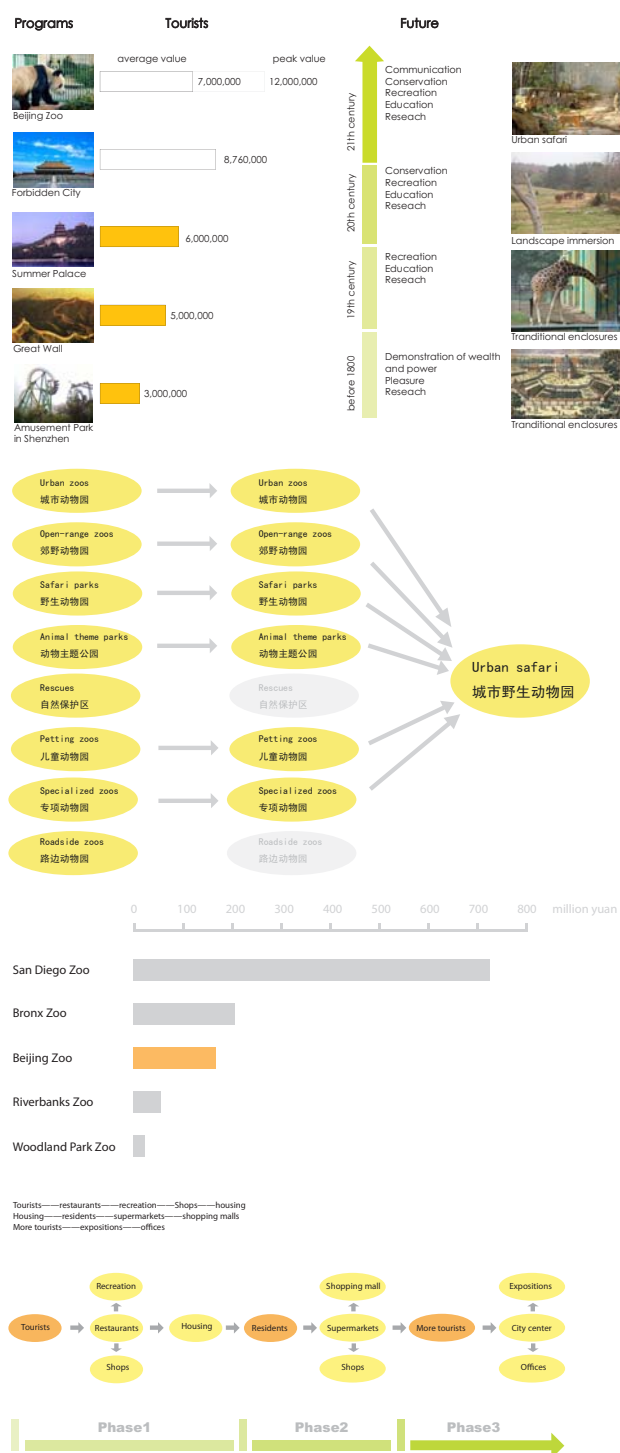 Programs
Tourists
Future
average value
peak value
7,000,000
12,000,000
Beijing Zoo
8,760,000
Forbidden City
6,000,000
Summer Palace
5,000,000
Great Wall
3,000,000
Amusement Park
in Shenzhen
21th century
Communication
Conservation
Recreation
Education
Reseach
Urban safari
20th century
Conservation
Recreation
Education
Reseach
Landscape immersion
19th century
Recreation
Education
Reseach
Tranditional enclosures
before 1800
Demonstration of wealth
and power
Pleasure
Reseach
Tranditional enclosures
Urban zoos
城市动物园
Urban zoos
城市动物园
Open-range zoos
郊野动物园
Open-range zoos
郊野动物园
Safari parks
野生动物园
Safari parks
野生动物园
Animal theme parks
动物主题公园
Animal theme parks
动物主题公园
Rescues
自然保护区
Rescues
自然保护区
Petting zoos
儿童动物园
Petting zoos
儿童动物园
Specialized zoos
专项动物园
Specialized zoos
专项动物园
Roadside zoos
路边动物园
Roadside zoos
路边动物园
Urban safari
城市野生动物园
0 100 200 300 400 500 600 700 800 million yuan
San Diego Zoo
Bronx Zoo
Beijing Zoo
Riverbanks Zoo
Woodland Park Zoo
Tourists——restaurants——recreation——Shops——housing
Housing——residents——supermarkets——shopping malls
More tourists——expositions——offices
Recreation
Shopping mall
Expositions
Tourists
Restaurants
Housing
Residents
Supermarkets
More tourists
City center
Shops
Shops
Offices
Phase1
Phase2
Phase3